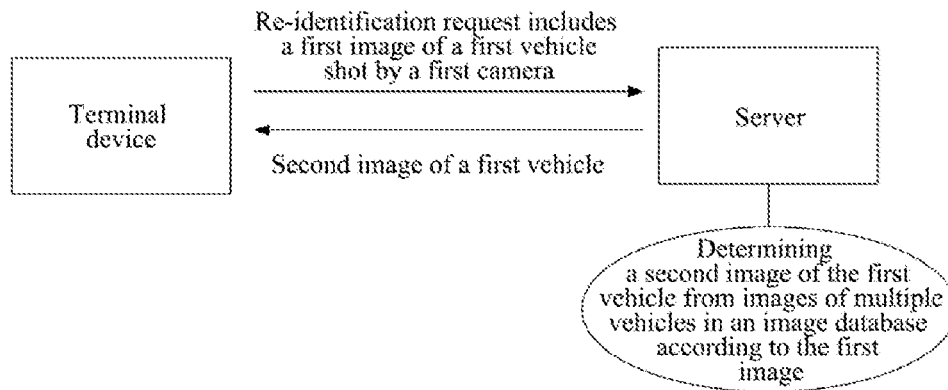 Re-identification request includes
a first image of a first vehicle
shot by a first camera
Terminal
device
Server
Second image of a first vehicle
Determining
a second image of the first
vehicle from images of multiple
vehicles in an image database
according to the first
image